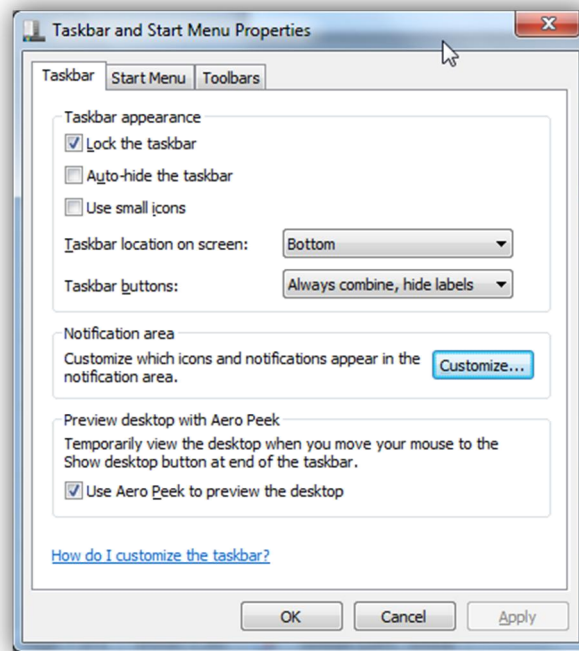 Taskbar and Start Menu Properties
Taskbar Start Menu Toolbars
Taskbar appearance
Lock the taskbar
Auto-hide the taskbar
Use small icons
Taskbar location on screen: Bottom
Taskbar buttons: Always combine, hide labels
Notification area
Customize which icons and notifications appear in the
notification area.
Customize...
Preview desktop with Aero Peek
Temporarily view the desktop when you move your mouse to the
Show desktop button at end of the taskbar.
Use Aero Peek to preview the desktop
How do I customize the taskbar?
OK Cancel Apply